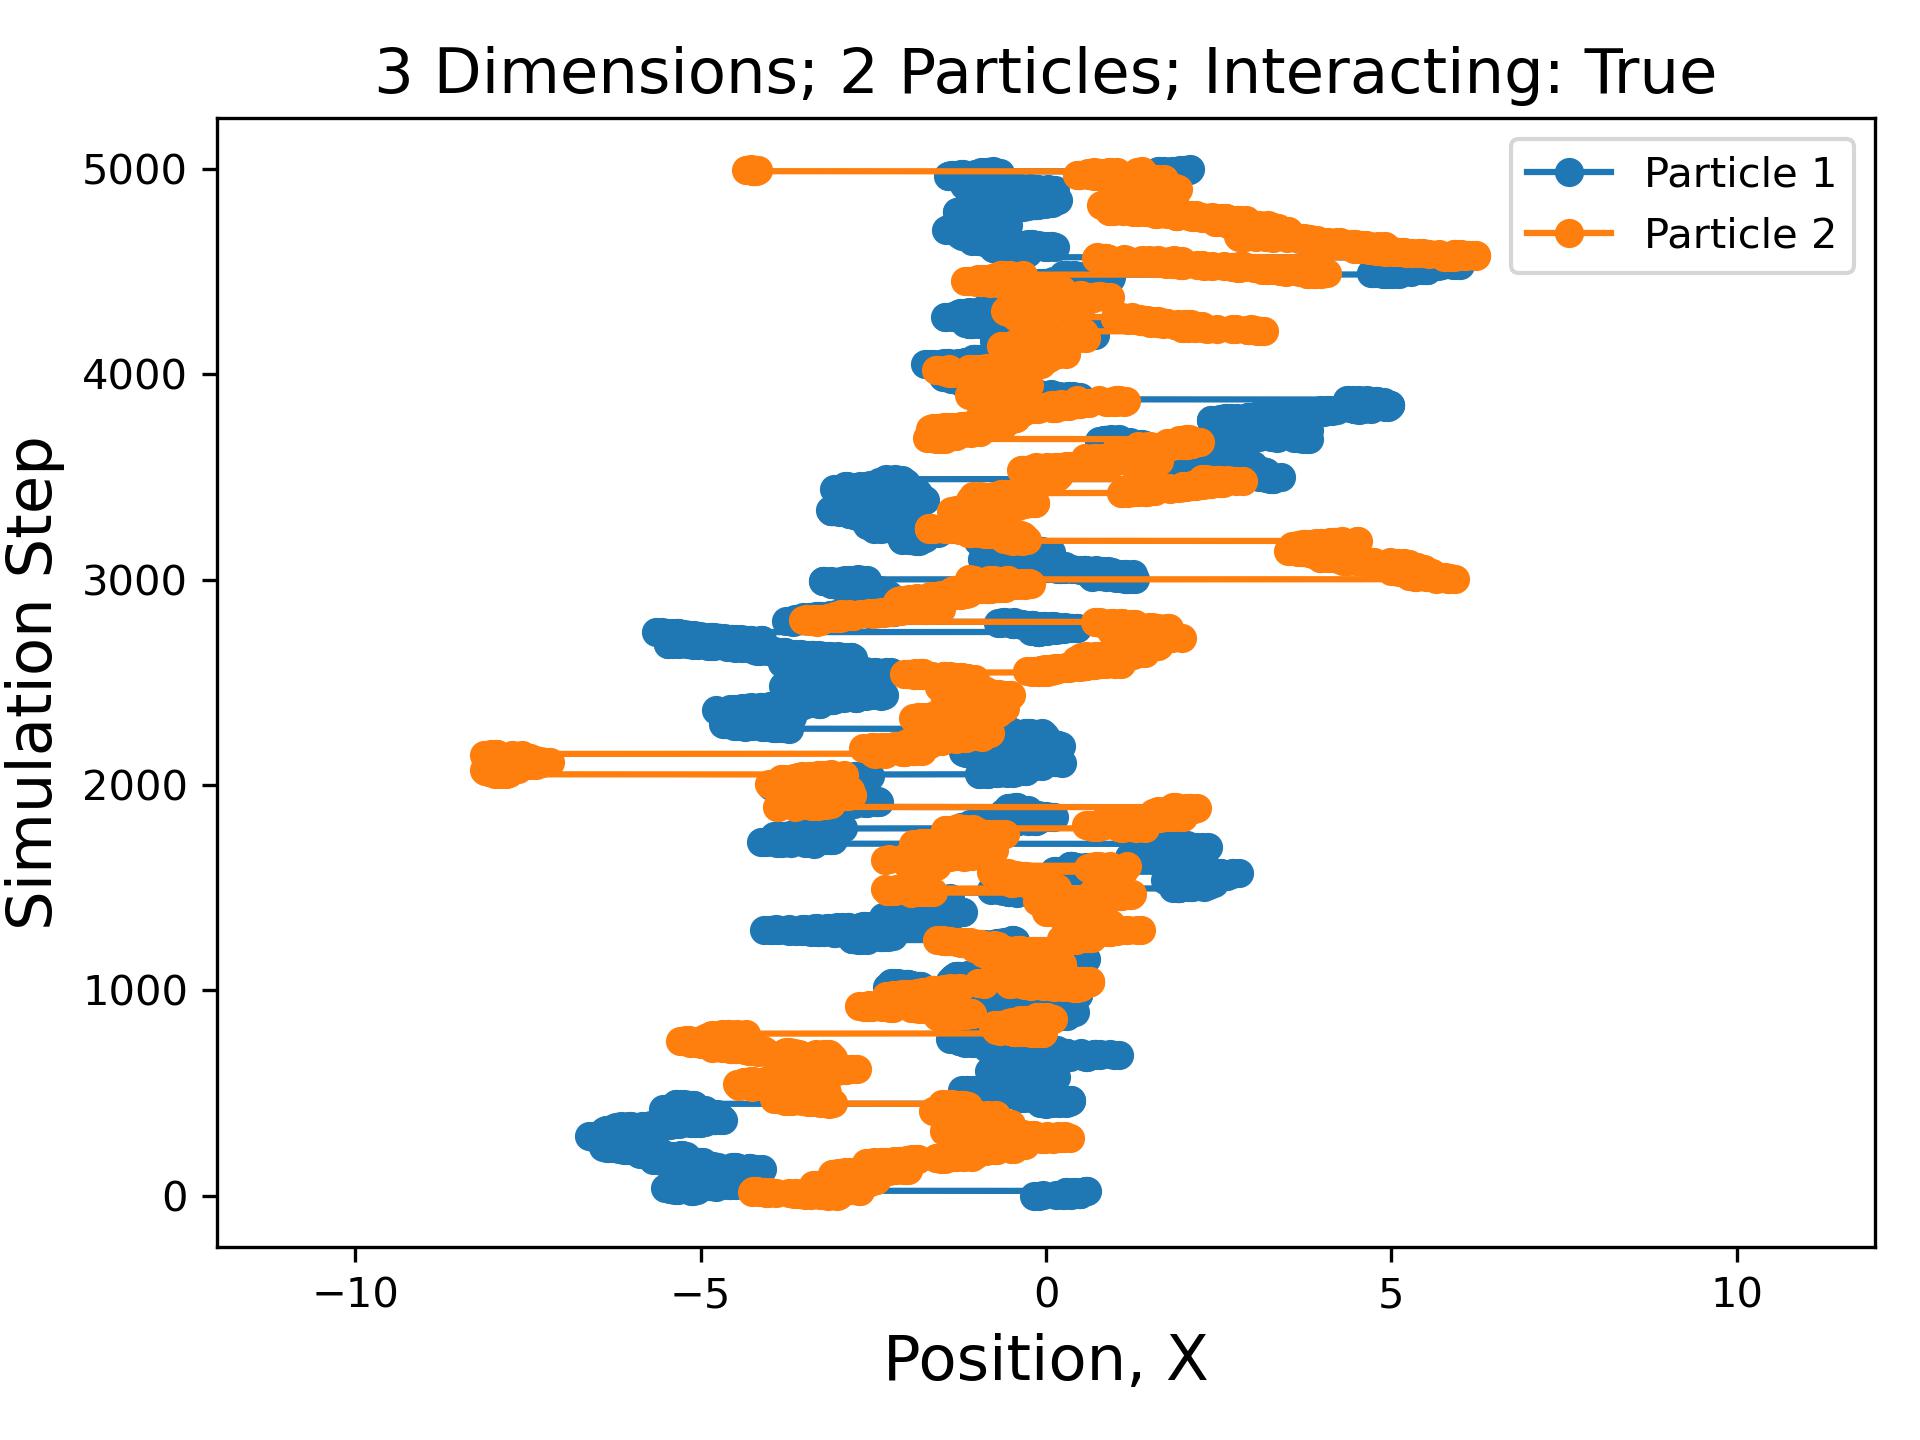 3 Dimensions; 2 Particles; Interacting: True
Particle 1
Particle 2
5000
4000
3000
2000
1000
0
Simulation Step
−10
−5
0
5
10
Position, X